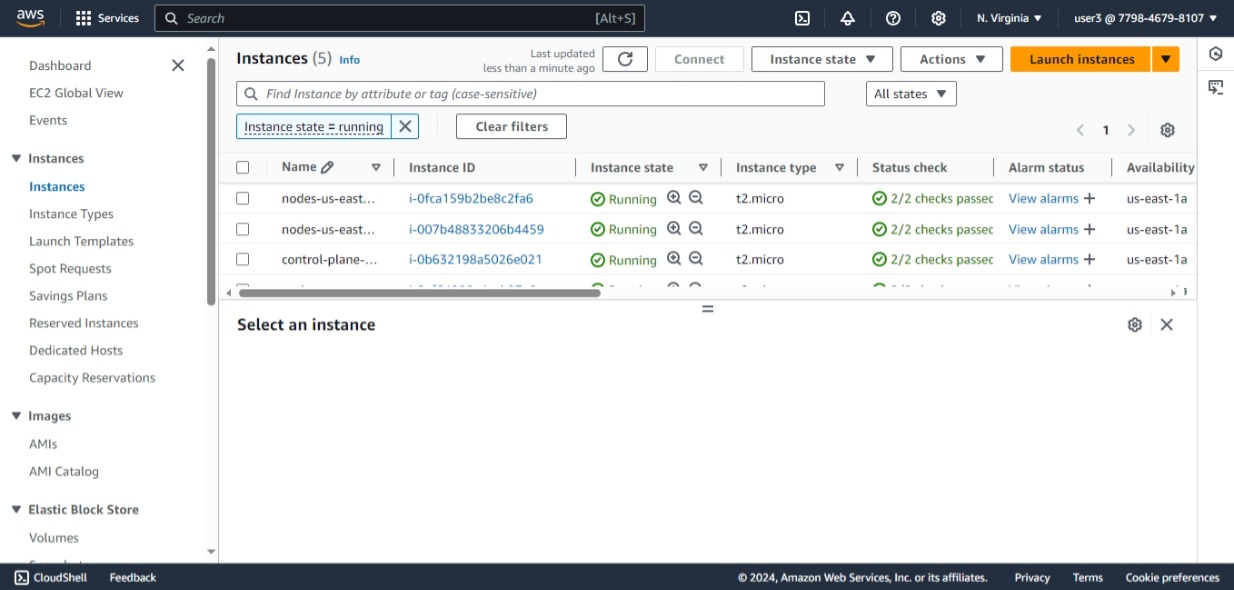 aws Services Search [Alt+S] N. Virginia ▼ user3 @ 7798-4679-8107 ▼
Dashboard
EC2 Global View
Events
Instances
Instances
Instance Types
Launch Templates
Spot Requests
Savings Plans
Reserved Instances
Dedicated Hosts
Capacity Reservations
Images
AMIs
AMI Catalog
Elastic Block Store
Volumes
Instances (5) Info
Last updated
less than a minute ago
Connect Instance state ▼ Actions ▼ Launch instances ▼
Find Instance by attribute or tag (case-sensitive) All states ▼
Instance state = running Clear filters 1
Name Instance ID Instance state Instance type Status check Alarm status Availability
nodes-us-east... i-0fca159b2be8c2fa6 Running t2.micro 2/2 checks passec View alarms + us-east-1a
nodes-us-east... i-007b48833206b4459 Running t2.micro 2/2 checks passec View alarms + us-east-1a
control-plane-... i-0b632198a5026e021 Running t2.micro 2/2 checks passec View alarms + us-east-1a
Select an instance
CloudShell Feedback © 2024, Amazon Web Services, Inc. or its affiliates. Privacy Terms Cookie preferences